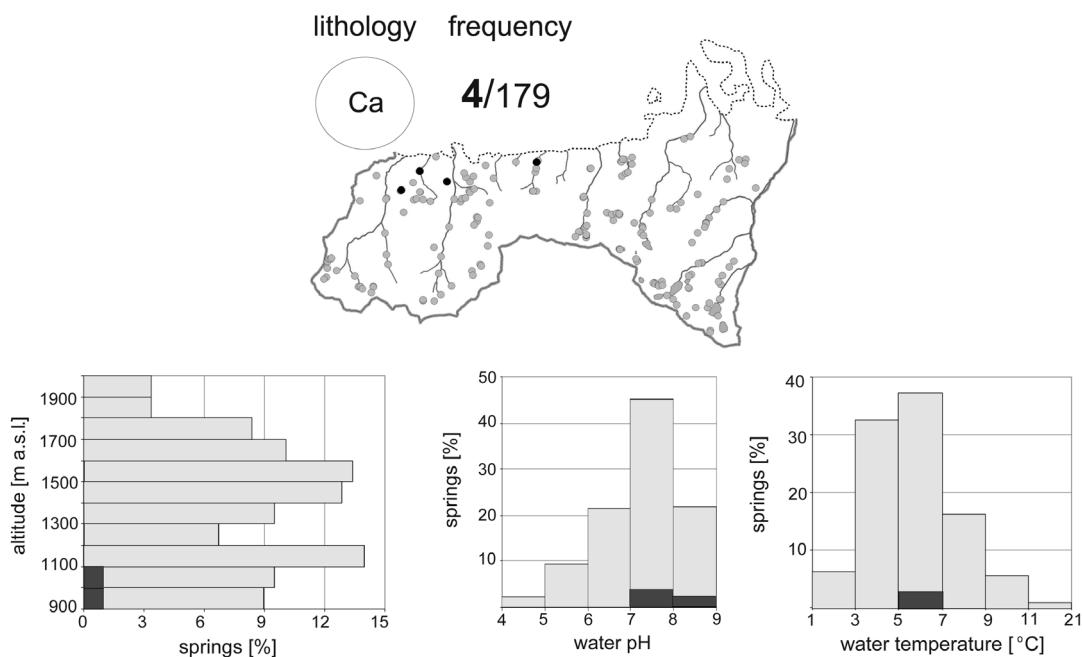 lithology frequency
Ca 4/179
altitude [m a.s.l.]
1900
1700
1500
1300
1100
900
0 3 6 9 12 15
springs [%]
springs [%]
50
40
30
20
10
4 5 6 7 8 9
water pH
springs [%]
40
30
20
10
1 3 5 7 9 11 21
water temperature [°C]